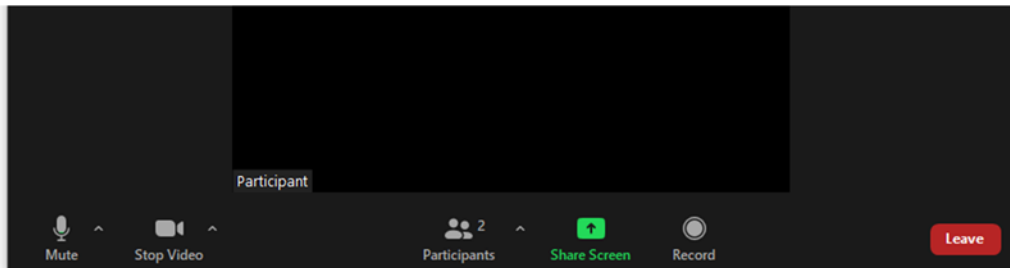 Participant
2
Mute
Stop Video
Participants
Share Screen
Record
Leave